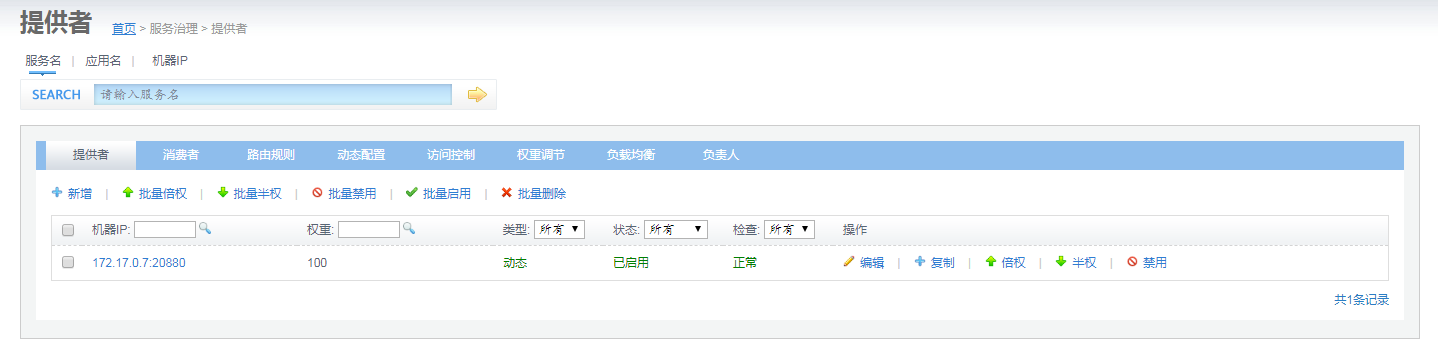 提供者 首页 > 服务治理 > 提供者
服务名 | 应用名 | 机器IP
SEARCH 请输入服务名
提供者 消费者 路由规则 动态配置 访问控制 权重调节 负载均衡 负责人
新增 | 批量倍权 | 批量半权 | 批量禁用 | 批量启用 | 批量删除
机器IP: 权重: 类型: 所有 状态: 所有 检查: 所有 操作
172.17.0.7:20880 100 动态 已启用 正常 编辑 | 复制 | 倍权 | 半权 | 禁用
共1条记录